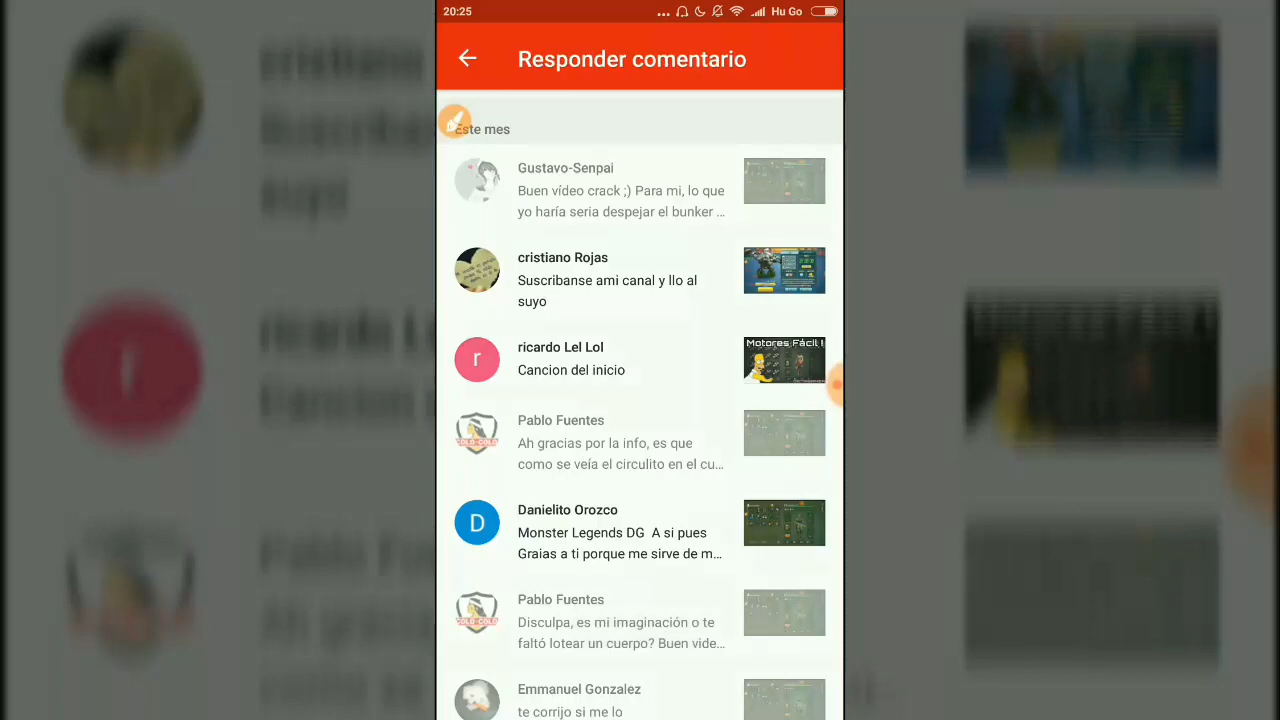 20:25
Hu Go
Responder comentario
Este mes
Gustavo-Senpai
Buen vídeo crack ;) Para mi, lo que
yo haría seria despejar el bunker ...
cristiano Rojas
Suscribanse ami canal y llo al
suyo
r
ricardo Lel Lol
Cancion del inicio
Motores Fácil !
Pablo Fuentes
Ah gracias por la info, es que
como se veía el circulito en el cu...
COLO-COLO
D
Danielito Orozco
Monster Legends DG A si pues
Graias a ti porque me sirve de m...
Pablo Fuentes
Disculpa, es mi imaginación o te
faltó lotear un cuerpo? Buen vide...
COLO-COLO
Emmanuel Gonzalez
te corrijo si me lo